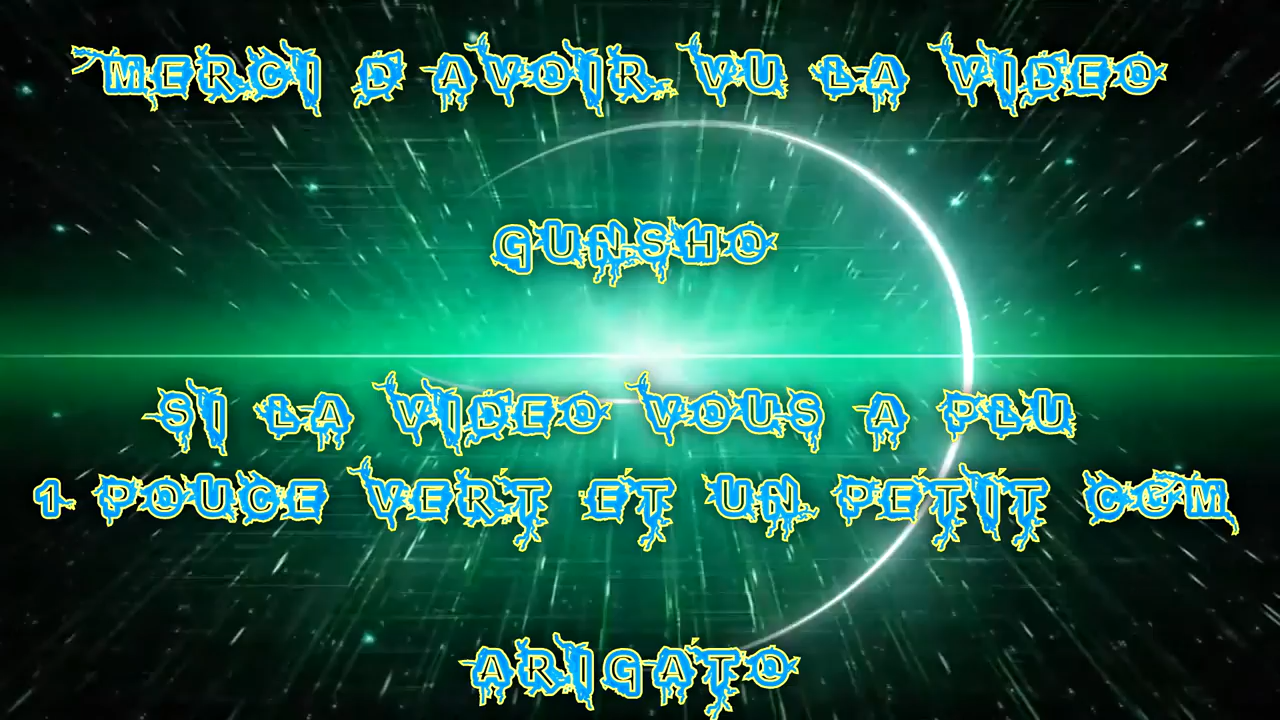 MERCI D AVOIR VU LA VIDEO
GUNSHO
SI LA VIDEO VOUS A PLU
1 POUCE VERT ET UN PETIT COM
ARIGATO